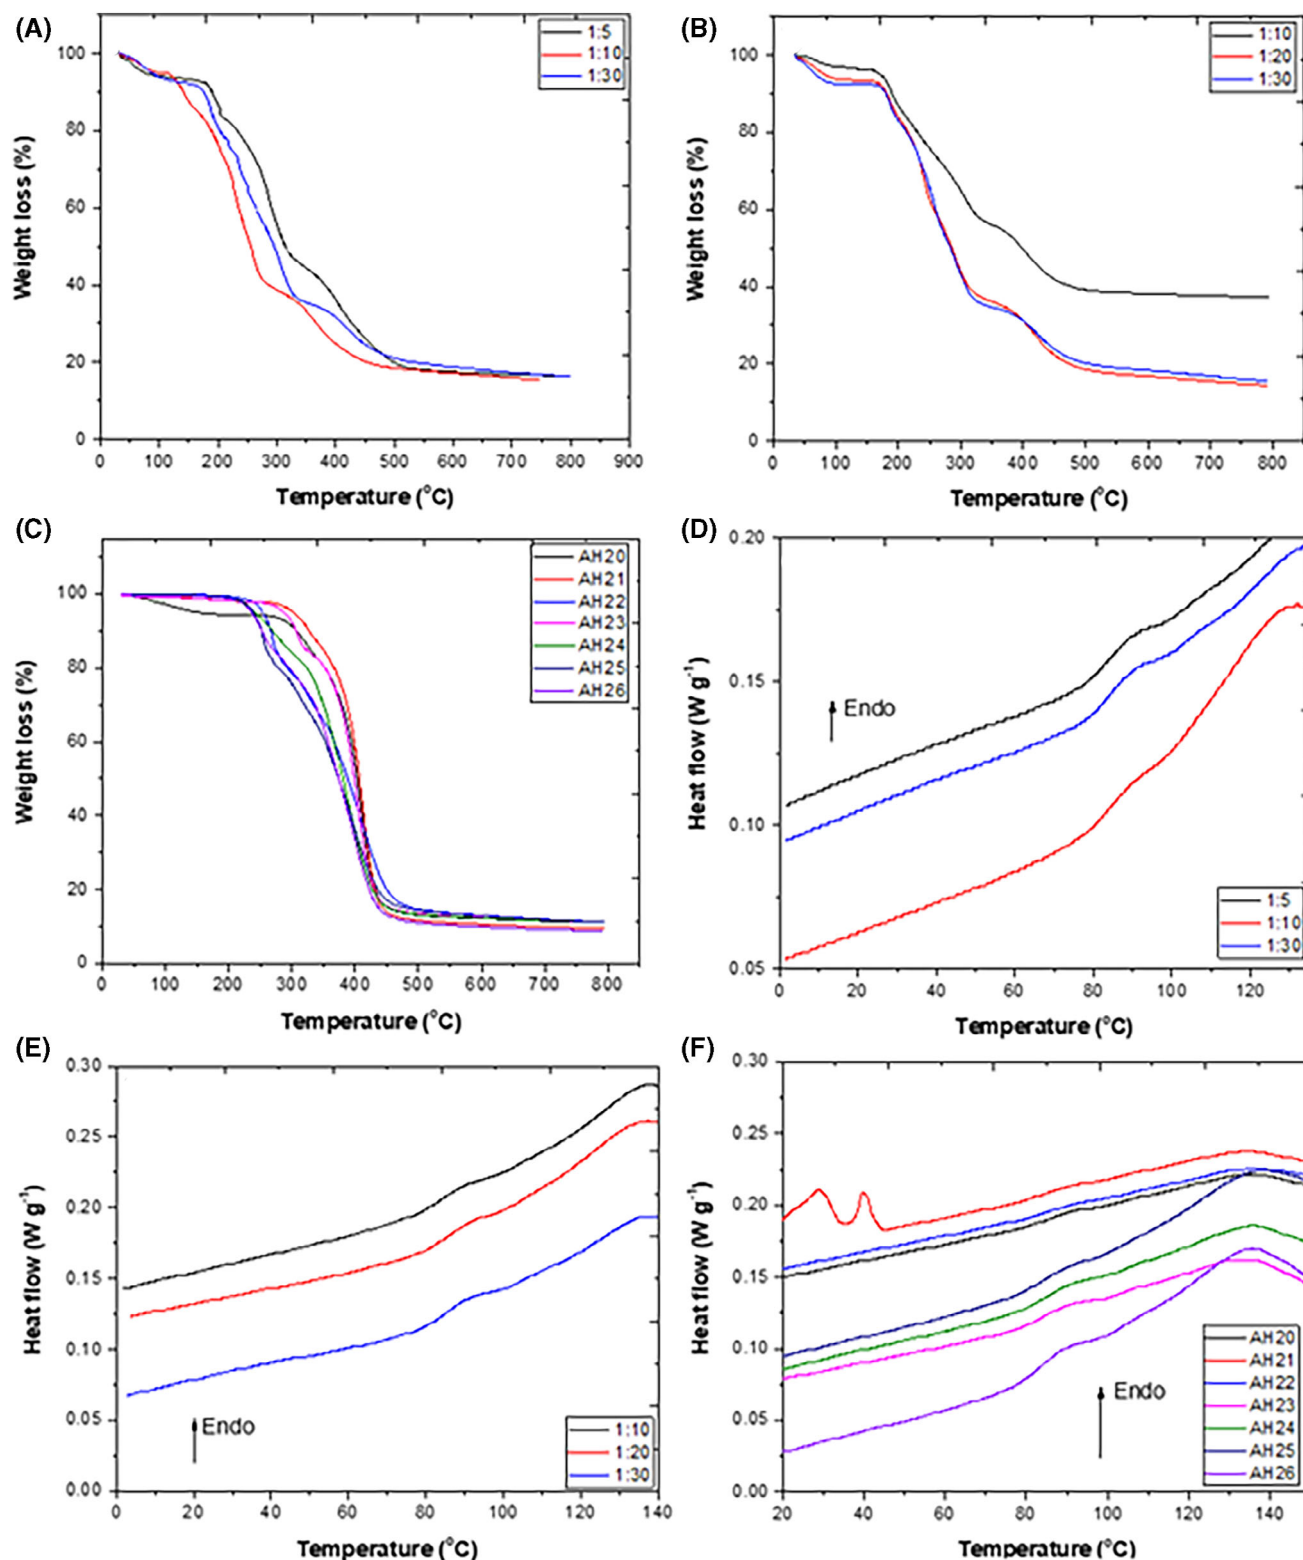 (A)
Weight loss (%)
100
80
60
40
20
0
1:5
1:10
1:30
0 100 200 300 400 500 600 700 800 900
Temperature (°C)
(B)
Weight loss (%)
100
80
60
40
20
0
1:10
1:20
1:30
0 100 200 300 400 500 600 700 800
Temperature (°C)
(C)
Weight loss (%)
100
80
60
40
20
0
AH20
AH21
AH22
AH23
AH24
AH25
AH26
0 100 200 300 400 500 600 700 800
Temperature (°C)
(D)
Heat flow (W g⁻¹)
0.20
0.15
0.10
0.05
Endo
1:5
1:10
1:30
0 20 40 60 80 100 120
Temperature (°C)
(E)
Heat flow (W g⁻¹)
0.30
0.25
0.20
0.15
0.10
0.05
0.00
Endo
1:10
1:20
1:30
0 20 40 60 80 100 120 140
Temperature (°C)
(F)
Heat flow (W g⁻¹)
0.30
0.25
0.20
0.15
0.10
0.05
0.00
Endo
AH20
AH21
AH22
AH23
AH24
AH25
AH26
20 40 60 80 100 120 140
Temperature (°C)